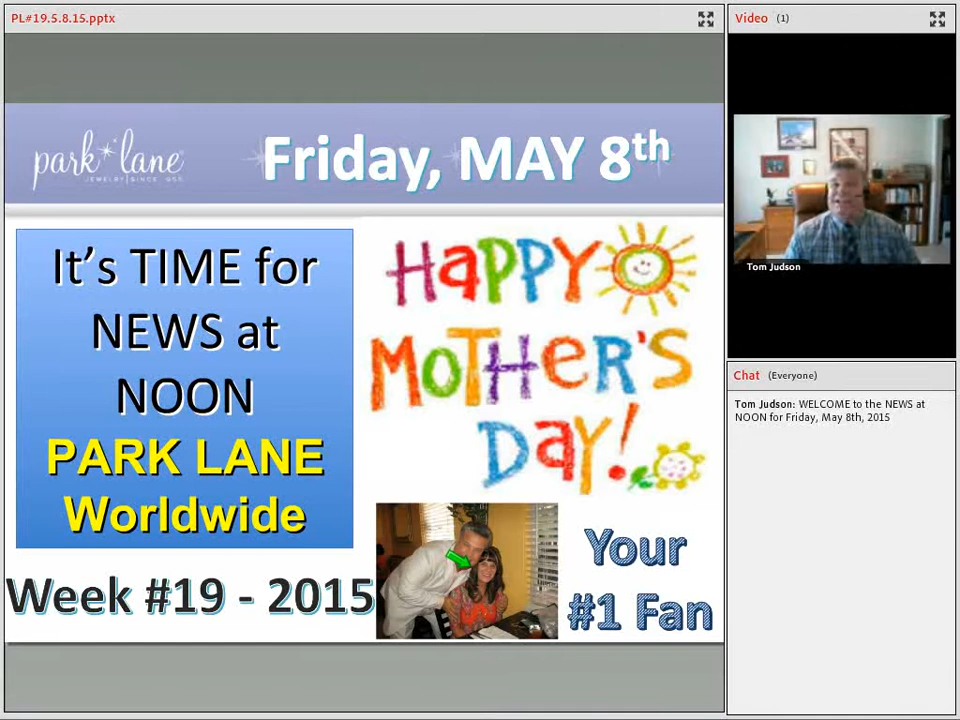 PL#19.5.8.15.pptx
park lane
Friday, MAY 8th
It's TIME for
NEWS at
NOON
PARK LANE
Worldwide
HAPPY
MOTHER'S
DAY!
Week #19 - 2015
Your
#1 Fan
Video (1)
Tom Judson
Chat (Everyone)
Tom Judson: WELCOME to the NEWS at
NOON for Friday, May 8th, 2015